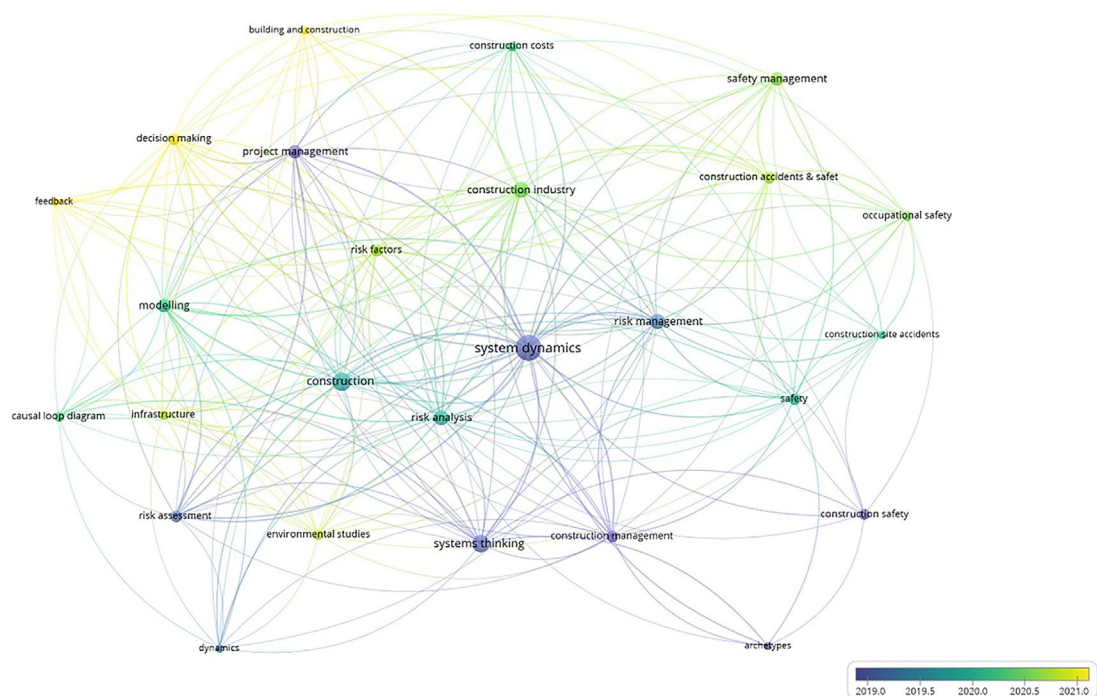 building and construction
construction costs
safety management
decision making
project management
construction accidents & safet
construction industry
feedback
occupational safety
risk factors
modelling
risk management
construction site accidents
system dynamics
construction
safety
causal loop diagram
infrastructure
risk analysis
risk assessment
construction safety
environmental studies
systems thinking
construction management
dynamics
archetypes
2019.0 2019.5 2020.0 2020.5 2021.0